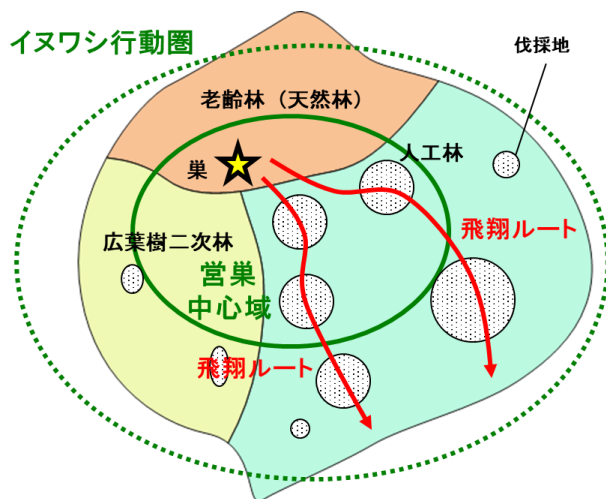 イヌワシ行動圏
伐採地
老齢林（天然林）
人工林
巣
飛翔ルート
広葉樹二次林
営巣
中心域
飛翔ルート